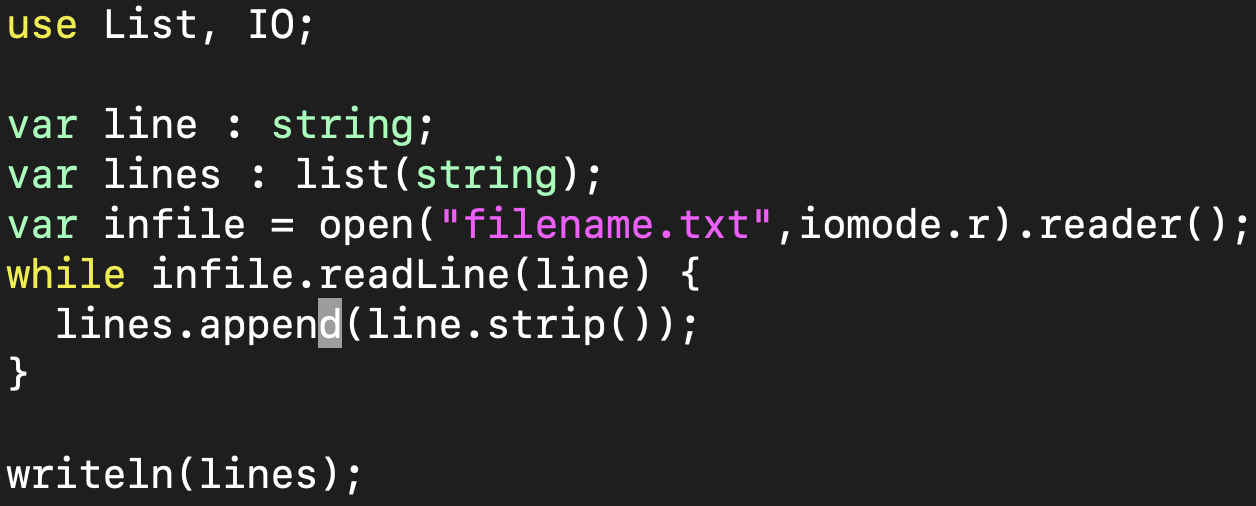 use List, IO;
var line : string;
var lines : list(string);
var infile = open("filename.txt",iomode.r).reader();
while infile.readLine(line) {
  lines.append(line.strip());
}
writeln(lines);